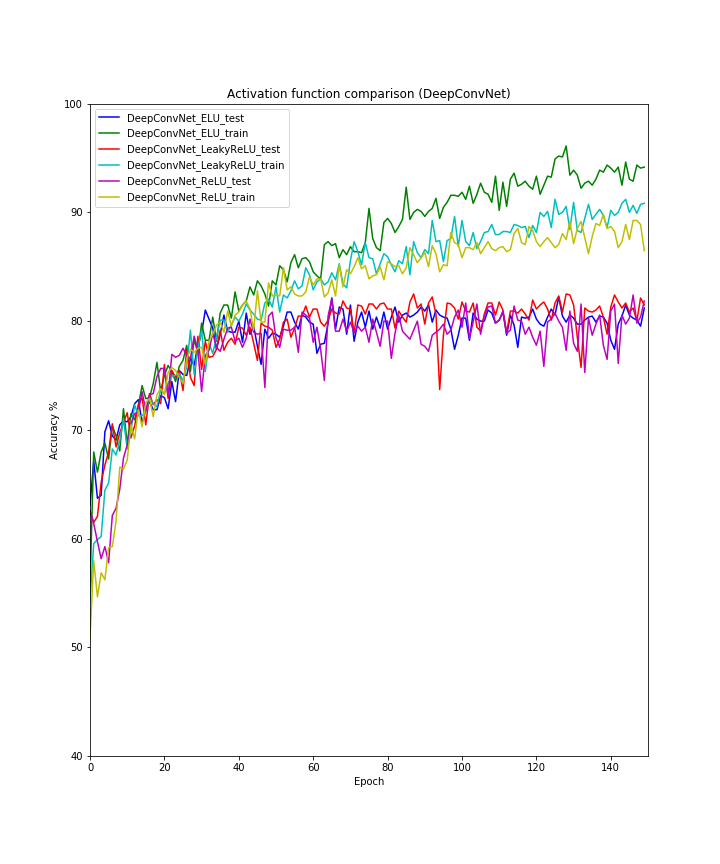 Activation function comparison (DeepConvNet)
100
90
80
70
60
50
40
Accuracy %
DeepConvNet_ELU_test
DeepConvNet_ELU_train
DeepConvNet_LeakyReLU_test
DeepConvNet_LeakyReLU_train
DeepConvNet_ReLU_test
DeepConvNet_ReLU_train
0 20 40 60 80 100 120 140
Epoch